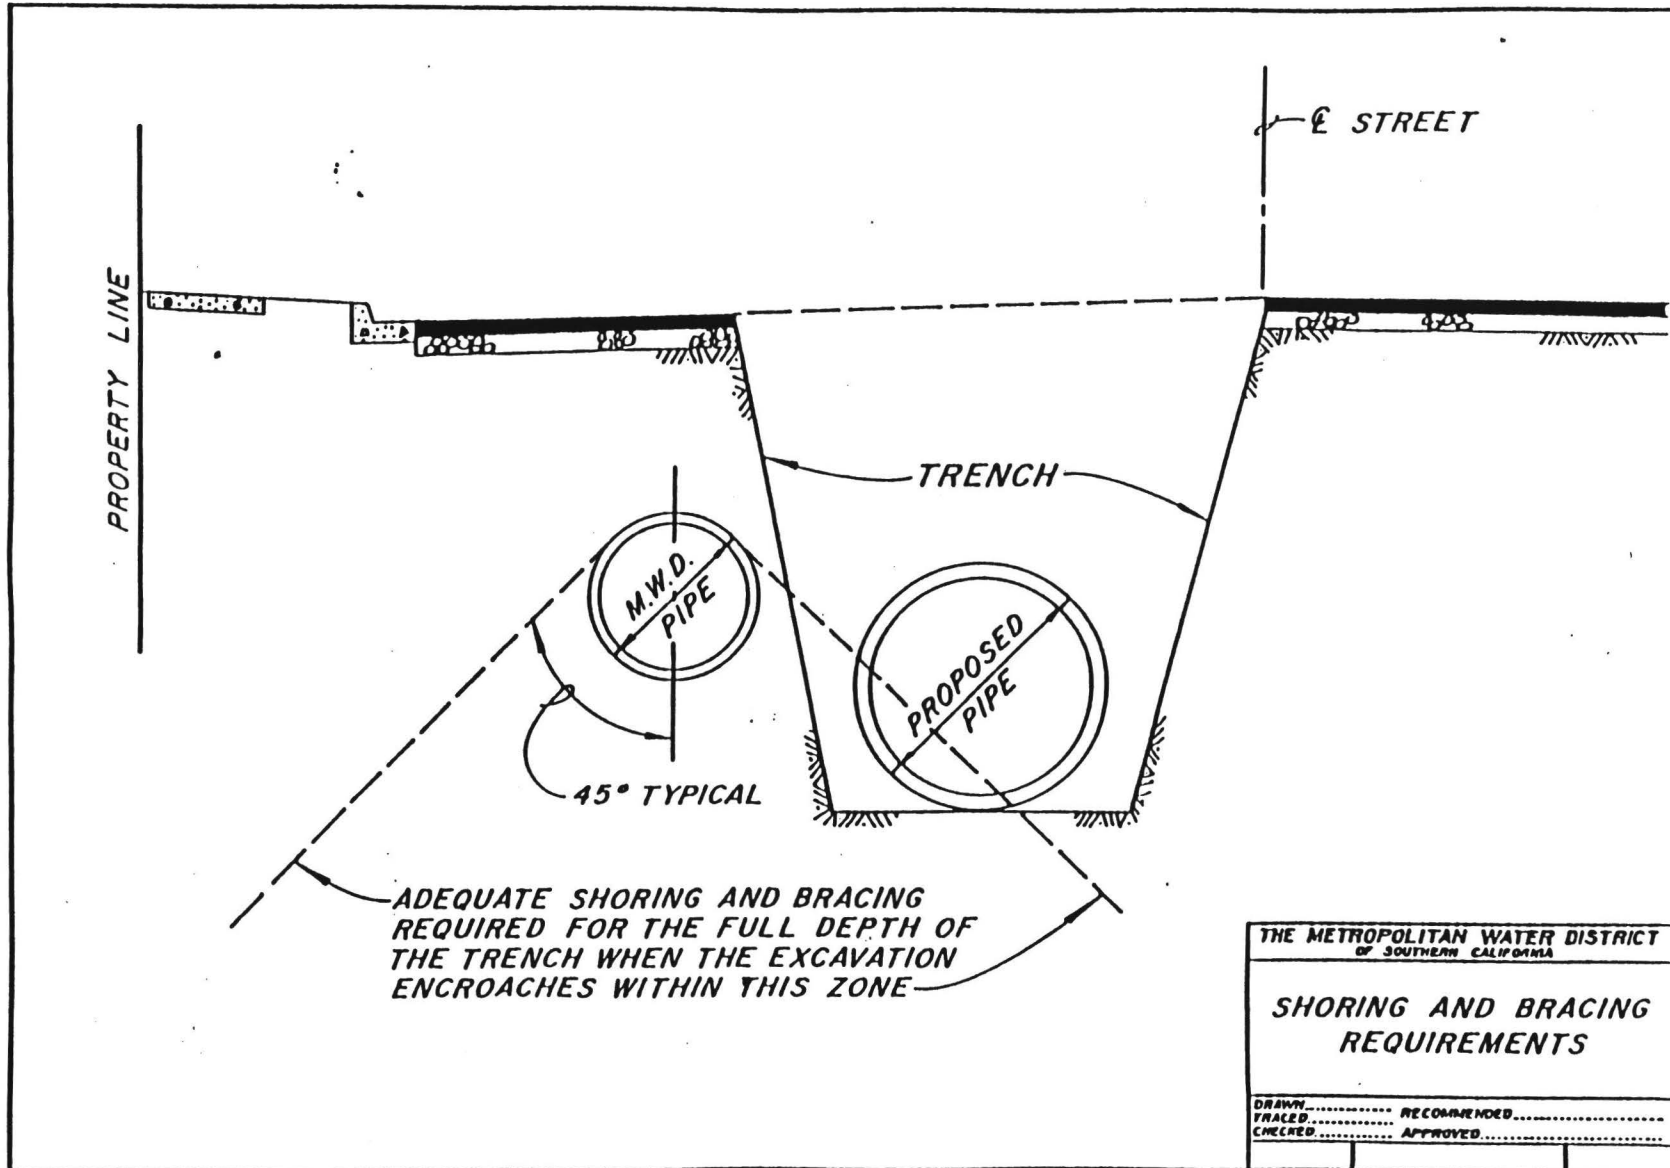 ℄ STREET
PROPERTY LINE
TRENCH
M.W.D.
PIPE
PROPOSED
PIPE
45° TYPICAL
ADEQUATE SHORING AND BRACING
REQUIRED FOR THE FULL DEPTH OF
THE TRENCH WHEN THE EXCAVATION
ENCROACHES WITHIN THIS ZONE
THE METROPOLITAN WATER DISTRICT
OF SOUTHERN CALIFORNIA
SHORING AND BRACING
REQUIREMENTS
DRAWN.............. RECOMMENDED......................
TRACED..............
CHECKED............ APPROVED...........................